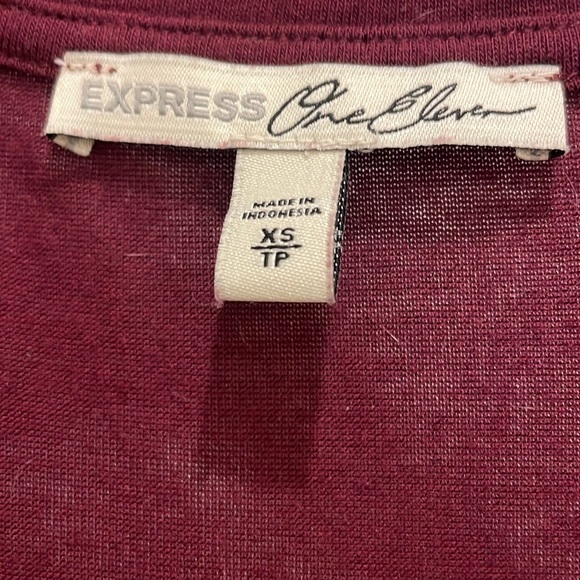 EXPRESS One Eleven
MADE IN
INDONESIA
XS
TP